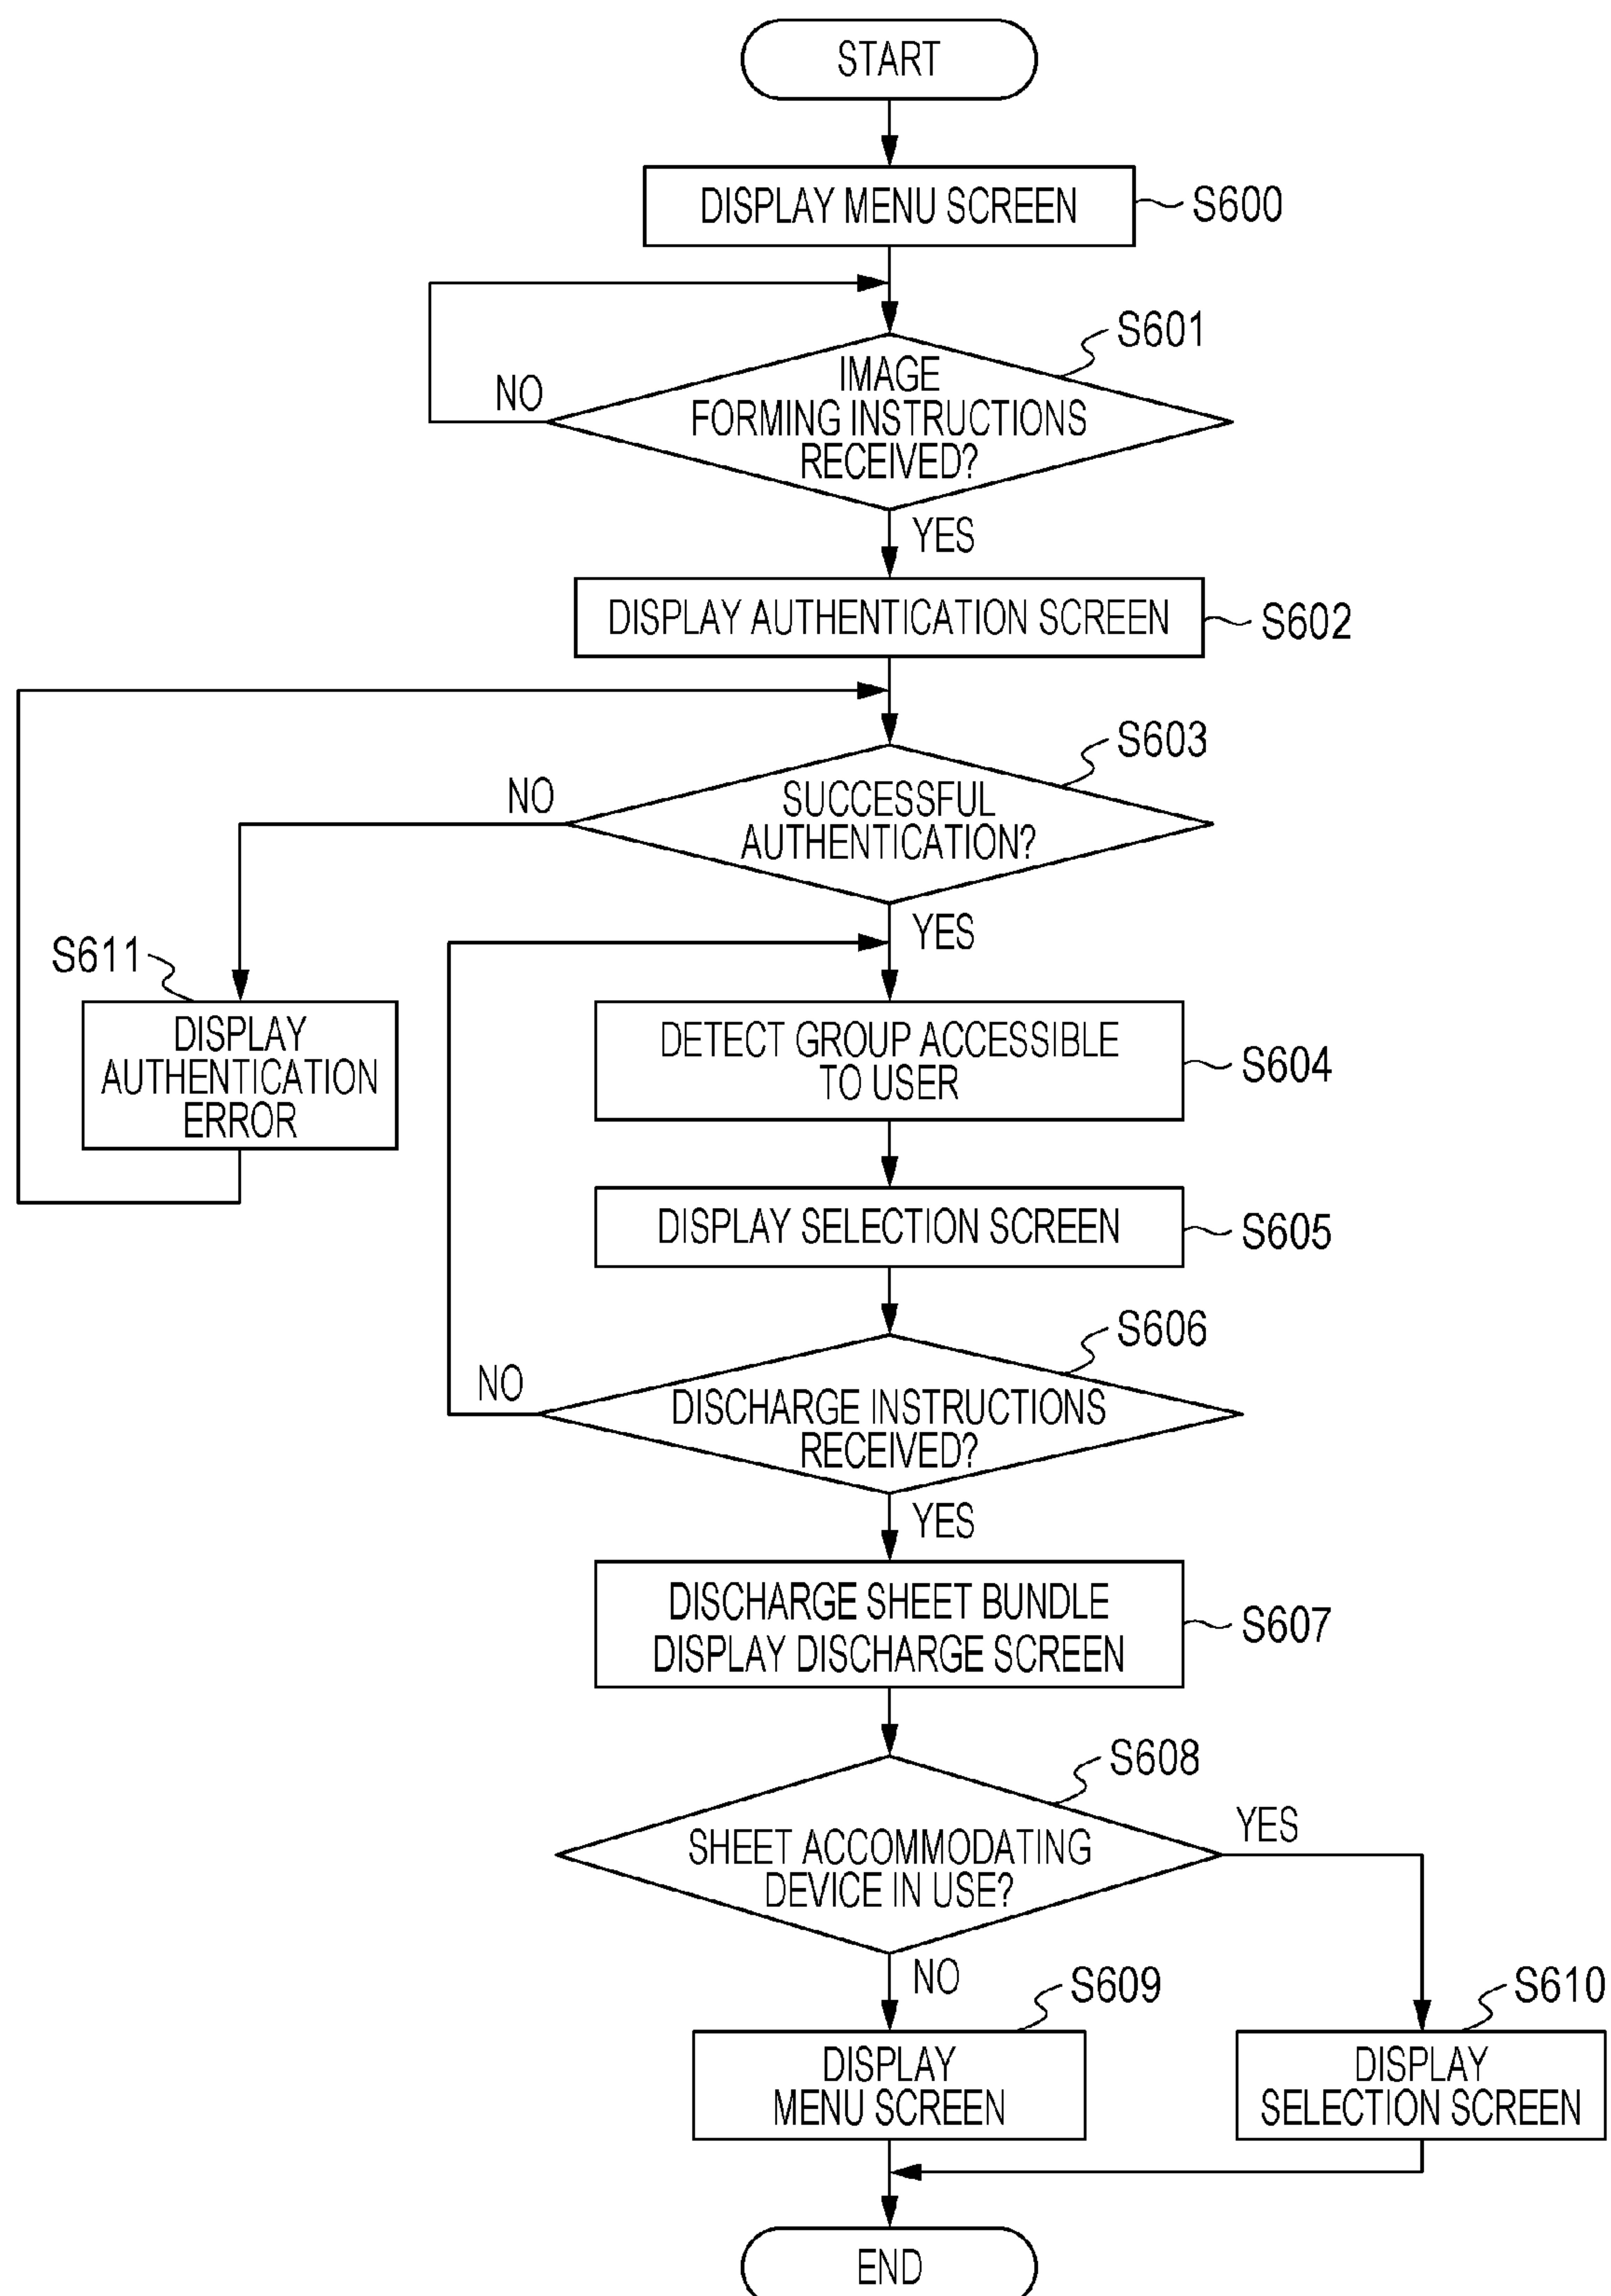 START
DISPLAY MENU SCREEN
S600
S601
IMAGE
FORMING INSTRUCTIONS
RECEIVED?
NO
YES
DISPLAY AUTHENTICATION SCREEN
S602
S603
SUCCESSFUL
AUTHENTICATION?
NO
YES
S611
DISPLAY
AUTHENTICATION
ERROR
DETECT GROUP ACCESSIBLE
TO USER
S604
DISPLAY SELECTION SCREEN
S605
S606
DISCHARGE INSTRUCTIONS
RECEIVED?
NO
YES
DISCHARGE SHEET BUNDLE
DISPLAY DISCHARGE SCREEN
S607
S608
SHEET ACCOMMODATING
DEVICE IN USE?
YES
NO
S609
DISPLAY
MENU SCREEN
S610
DISPLAY
SELECTION SCREEN
END